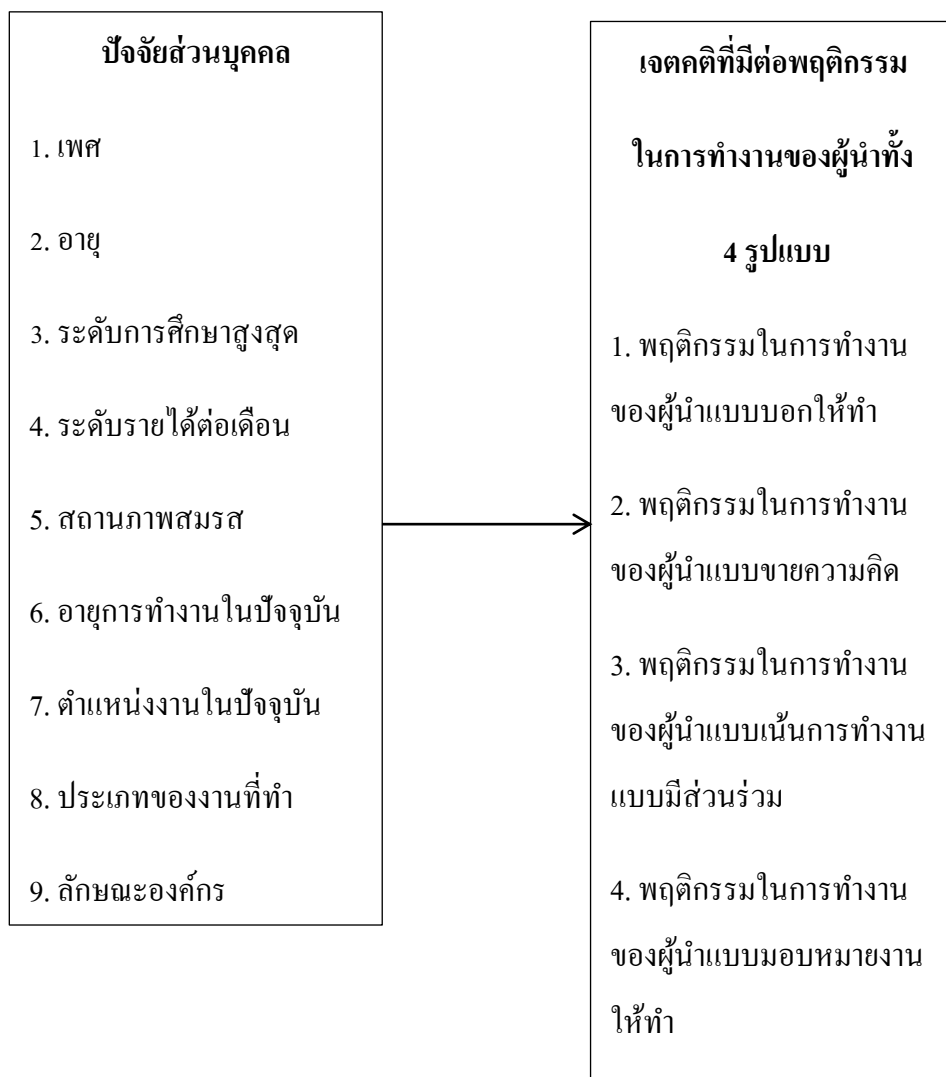 ปัจจัยส่วนบุคคล
1. เพศ
2. อายุ
3. ระดับการศึกษาสูงสุด
4. ระดับรายได้ต่อเดือน
5. สถานภาพสมรส
6. อายุการทำงานในปัจจุบัน
7. ตำแหน่งงานในปัจจุบัน
8. ประเภทของงานที่ทำ
9. ลักษณะองค์กร
เจตคติที่มีต่อพฤติกรรม
ในการทำงานของผู้นำทั้ง
4 รูปแบบ
1. พฤติกรรมในการทำงาน
ของผู้นำแบบบอกให้ทำ
2. พฤติกรรมในการทำงาน
ของผู้นำแบบขายความคิด
3. พฤติกรรมในการทำงาน
ของผู้นำแบบเน้นการทำงาน
แบบมีส่วนร่วม
4. พฤติกรรมในการทำงาน
ของผู้นำแบบมอบหมายงาน
ให้ทำ